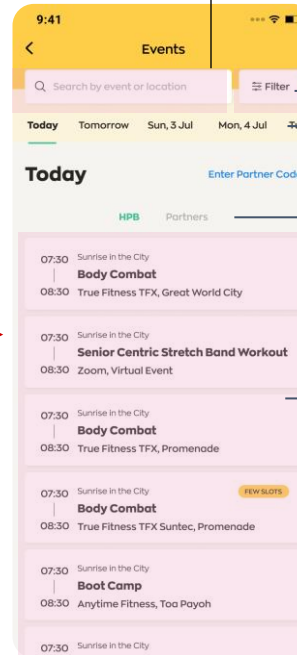 9:41
Events
Search by event or location
Filter
Today Tomorrow Sun, 3 Jul Mon, 4 Jul
Today
Enter Partner Code
HPB Partners
07:30 Sunrise in the City
Body Combat
08:30 True Fitness TFX, Great World City
07:30 Sunrise in the City
Senior Centric Stretch Band Workout
08:30 Zoom, Virtual Event
07:30 Sunrise in the City
Body Combat
08:30 True Fitness TFX, Promenade
07:30 Sunrise in the City FEW SLOTS
Body Combat
08:30 True Fitness TFX Suntec, Promenade
07:30 Sunrise in the City
Boot Camp
08:30 Anytime Fitness, Toa Payoh
07:30 Sunrise in the City